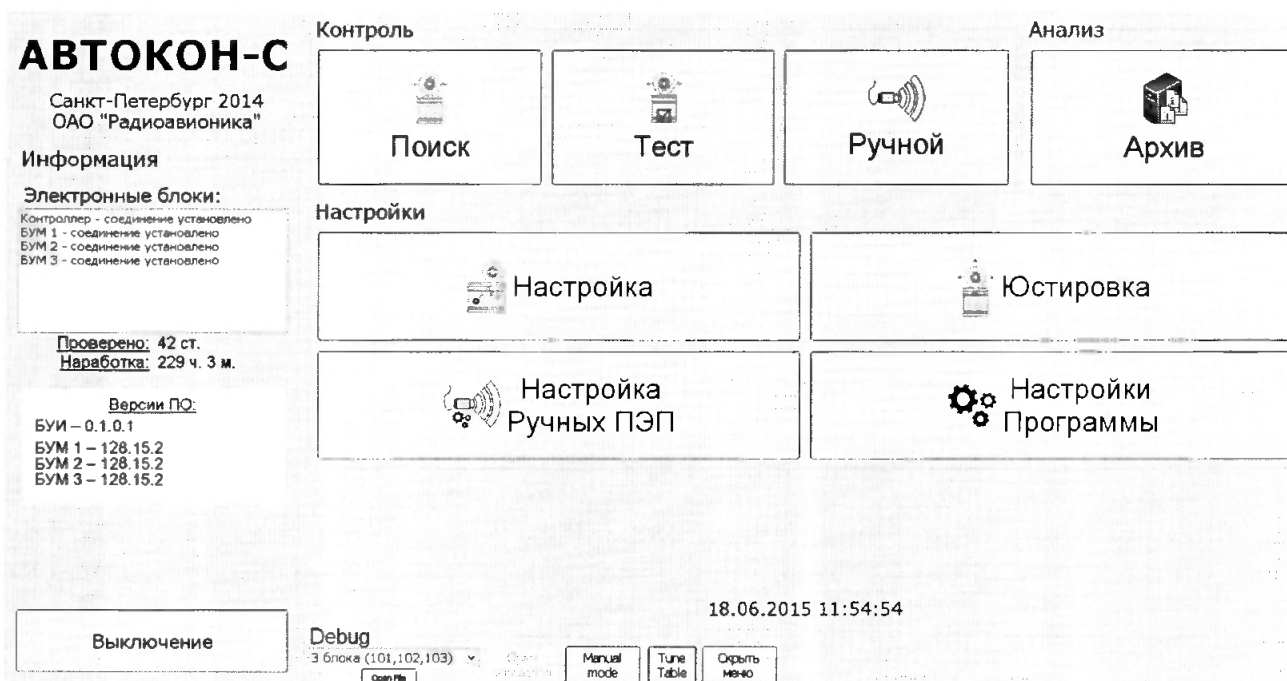 АВТОКОН-С
Санкт-Петербург 2014
ОАО "Радиоавионика"
Информация
Электронные блоки:
Контроллер - соединение установлено
БУМ 1 - соединение установлено
БУМ 2 - соединение установлено
БУМ 3 - соединение установлено
Проверено: 42 ст.
Наработка: 229 ч. 3 м.
Версии ПО:
БУИ – 0.1.0.1
БУМ 1 – 128.15.2
БУМ 2 – 128.15.2
БУМ 3 – 128.15.2
Выключение
Контроль
Поиск
Тест
Ручной
Анализ
Архив
Настройки
Настройка
Юстировка
Настройка
Ручных ПЭП
Настройки
Программы
18.06.2015 11:54:54
Debug
3 блока (101,102,103)
Open File
Manual
mode
Tune
Table
Скрыть
меню